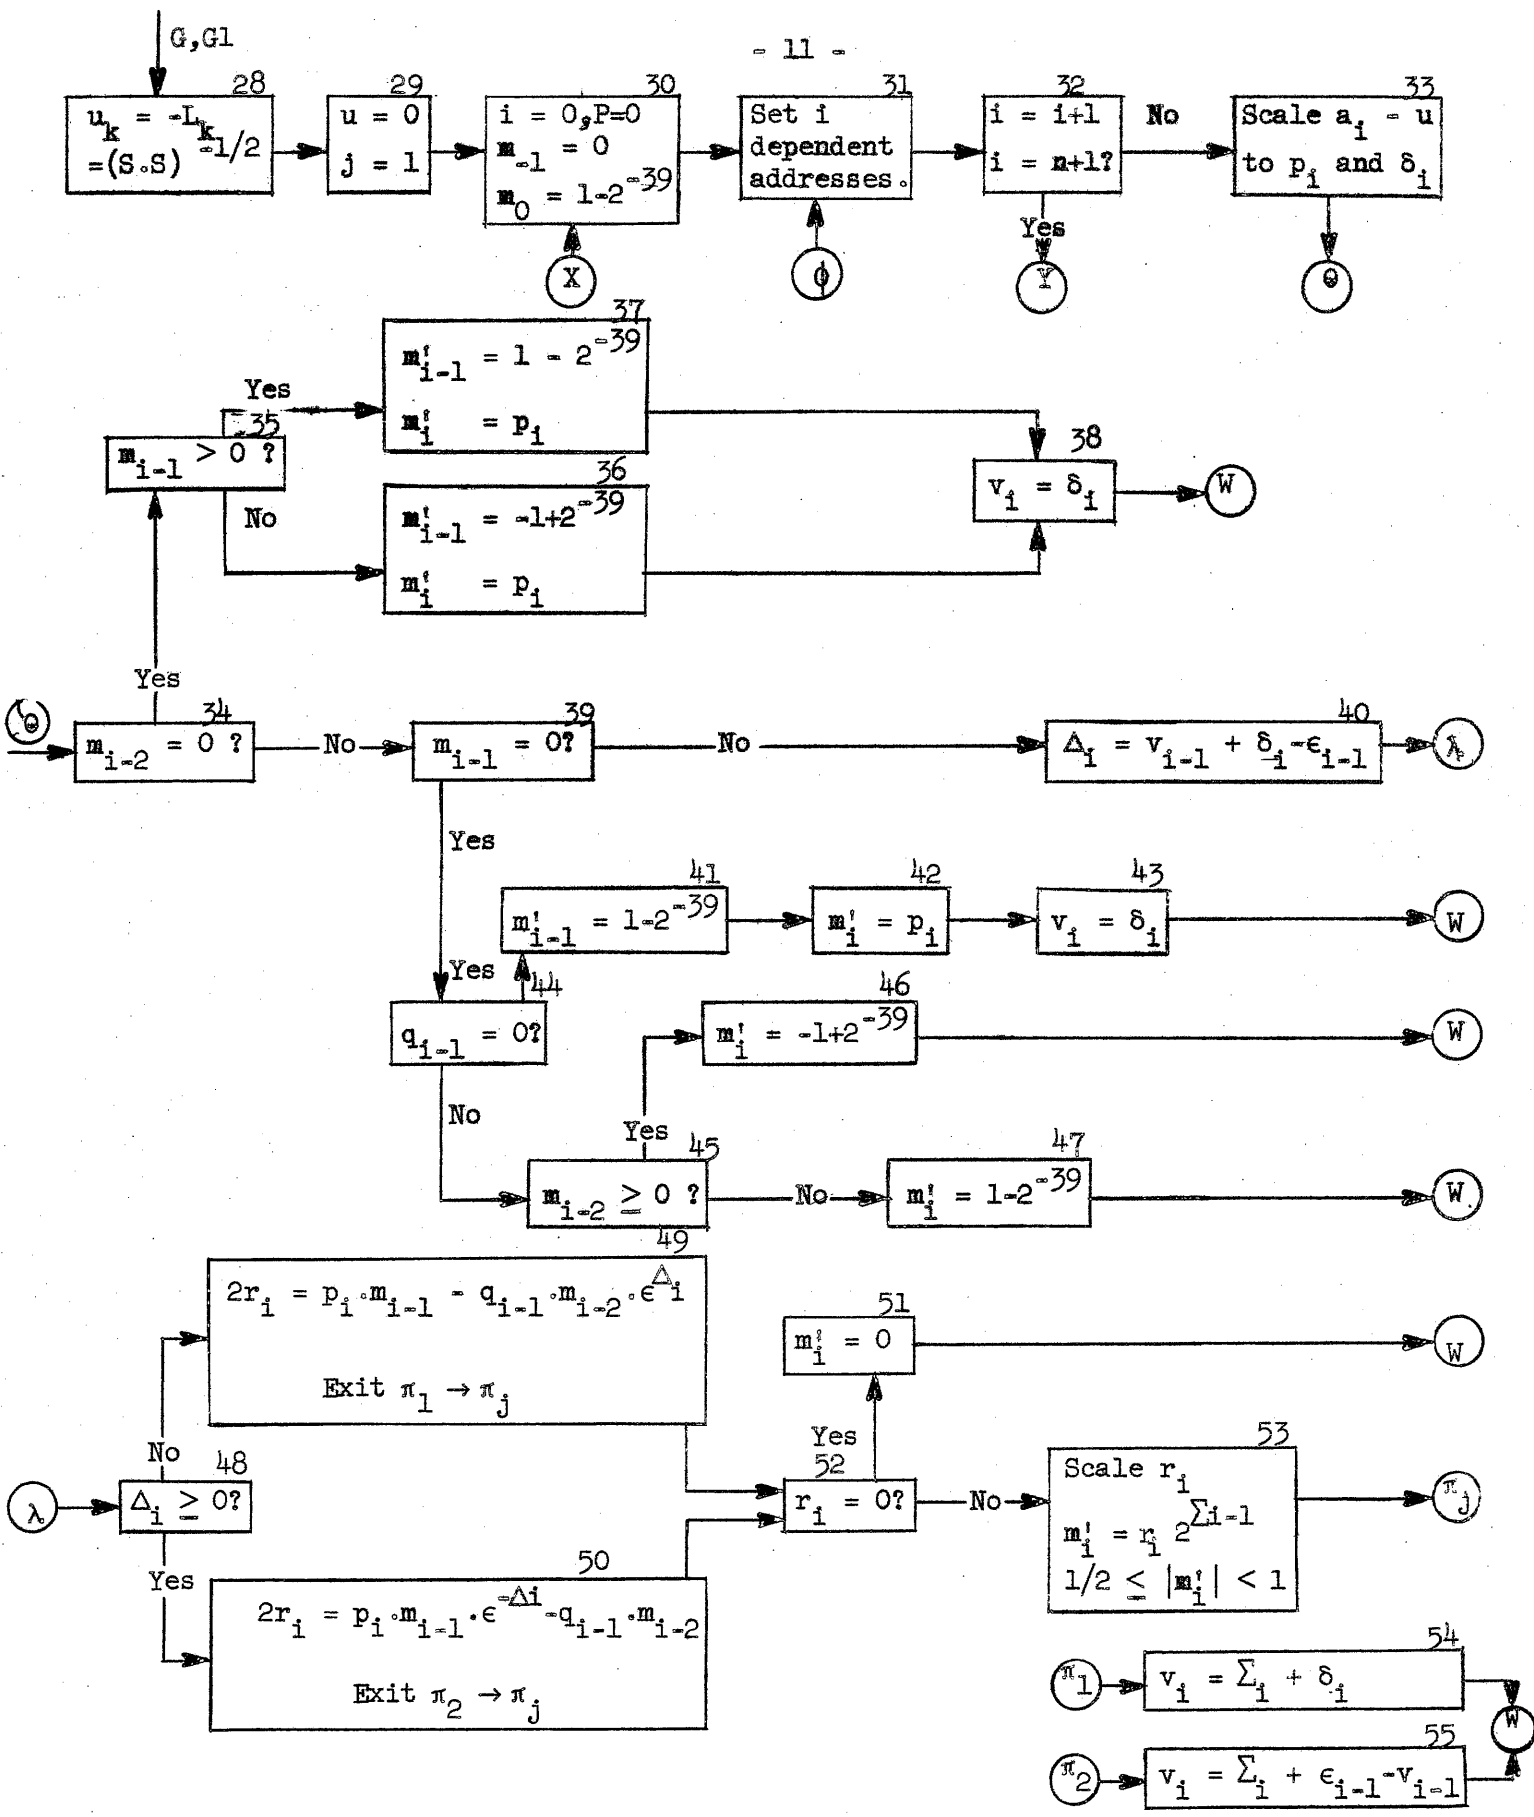 - 11 -
G,G1
28
u_k = -L_k
=(S.S)^-1/2
29
u = 0
j = 1
30
i = 0,P=0
m_-1 = 0
m_0 = 1-2^-39
31
Set i
dependent
addresses.
32
i = i+1
i = n+1?
No
33
Scale a_i - u
to p_i and δ_i
Yes
X
ϕ
Y
θ
37
m'_i-1 = 1 - 2^-39
m'_i = p_i
Yes
35
m_i-1 > 0 ?
No
36
m'_i-1 = -1+2^-39
m'_i = p_i
38
v_i = δ_i
W
Yes
θ
34
m_i-2 = 0 ?
No
39
m_i-1 = 0?
No
40
Δ_i = v_i-1 + δ_i-ϵ_i-1
λ
Yes
41
m'_i-1 = 1-2^-39
42
m'_i = p_i
43
v_i = δ_i
W
Yes
44
q_i-1 = 0?
46
m'_i = -1+2^-39
W
No
Yes
45
m_i-2 ≥ 0 ?
No
47
m'_i = 1-2^-39
W
49
2r_i = p_i.m_i-1 - q_i-1.m_i-2.ϵ^Δi
Exit π_1 → π_j
51
m'_i = 0
W
No
48
λ
Δ_i ≥ 0?
Yes
Yes
52
r_i = 0?
No
53
Scale r_i
m'_i = r_i 2^Σi-1
1/2 ≤ |m'_i| < 1
π_j
50
2r_i = p_i.m_i-1.ϵ^-Δi-q_i-1.m_i-2
Exit π_2 → π_j
54
π_1
v_i = Σ_i + δ_i
W
55
π_2
v_i = Σ_i + ϵ_i-1-v_i-1